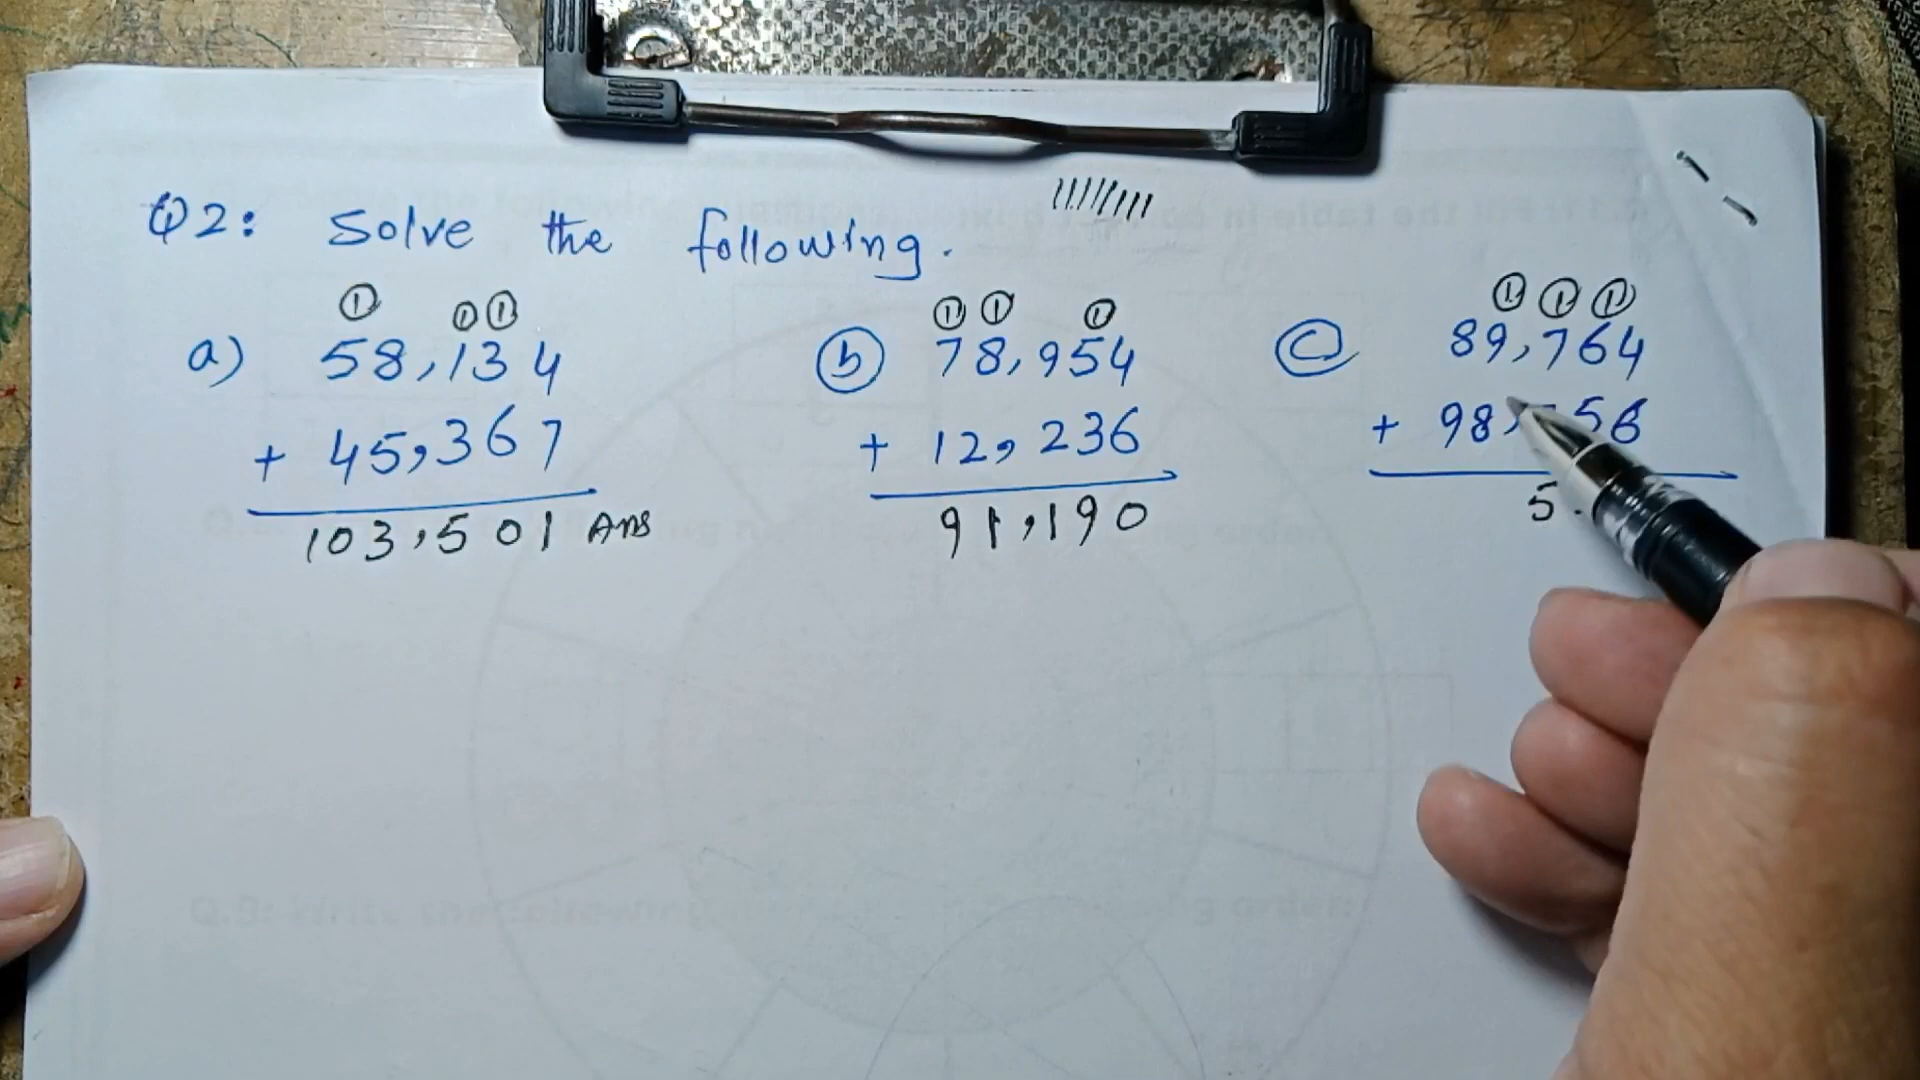 Q2: Solve the following.
① ①① ①① ① ①①①
a) 58,134 ⓑ 78,954 ⓒ 89,764
+ 45,367 + 12,236 + 98, 56
103,501 Ans 91,190 5